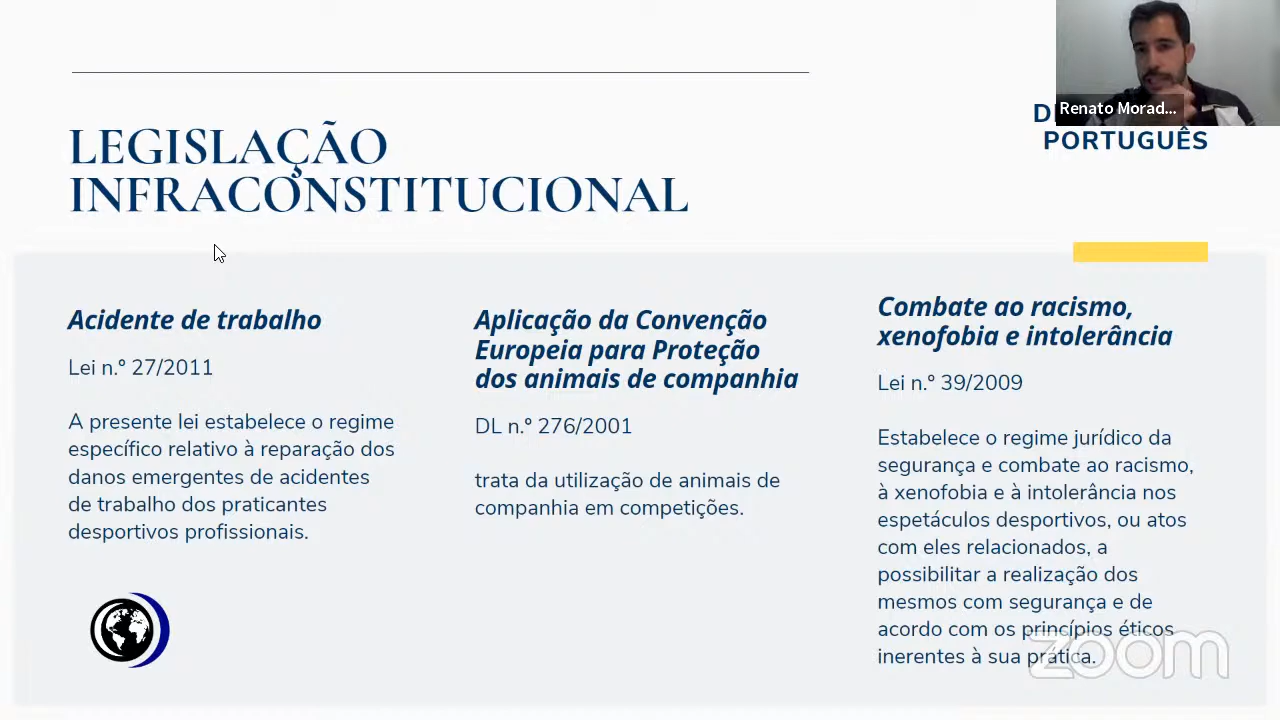 Renato Morad...
PORTUGUÊS
LEGISLAÇÃO
INFRACONSTITUCIONAL
Acidente de trabalho
Lei n.º 27/2011
A presente lei estabelece o regime
específico relativo à reparação dos
danos emergentes de acidentes
de trabalho dos praticantes
desportivos profissionais.
Aplicação da Convenção
Europeia para Proteção
dos animais de companhia
DL n.º 276/2001
trata da utilização de animais de
companhia em competições.
Combate ao racismo,
xenofobia e intolerância
Lei n.º 39/2009
Estabelece o regime jurídico da
segurança e combate ao racismo,
à xenofobia e à intolerância nos
espetáculos desportivos, ou atos
com eles relacionados, a
possibilitar a realização dos
mesmos com segurança e de
acordo com os princípios éticos
inerentes à sua prática.
zoom